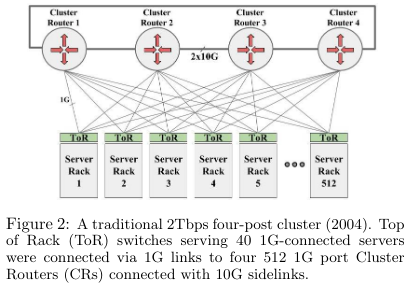 Cluster Router 1
Cluster Router 2
Cluster Router 3
Cluster Router 4
2x10G
1G
ToR
ToR
ToR
ToR
ToR
ToR
Server Rack 1
Server Rack 2
Server Rack 3
Server Rack 4
Server Rack 5
Server Rack 512
Figure 2: A traditional 2Tbps four-post cluster (2004). Top
of Rack (ToR) switches serving 40 1G-connected servers
were connected via 1G links to four 512 1G port Cluster
Routers (CRs) connected with 10G sidelinks.